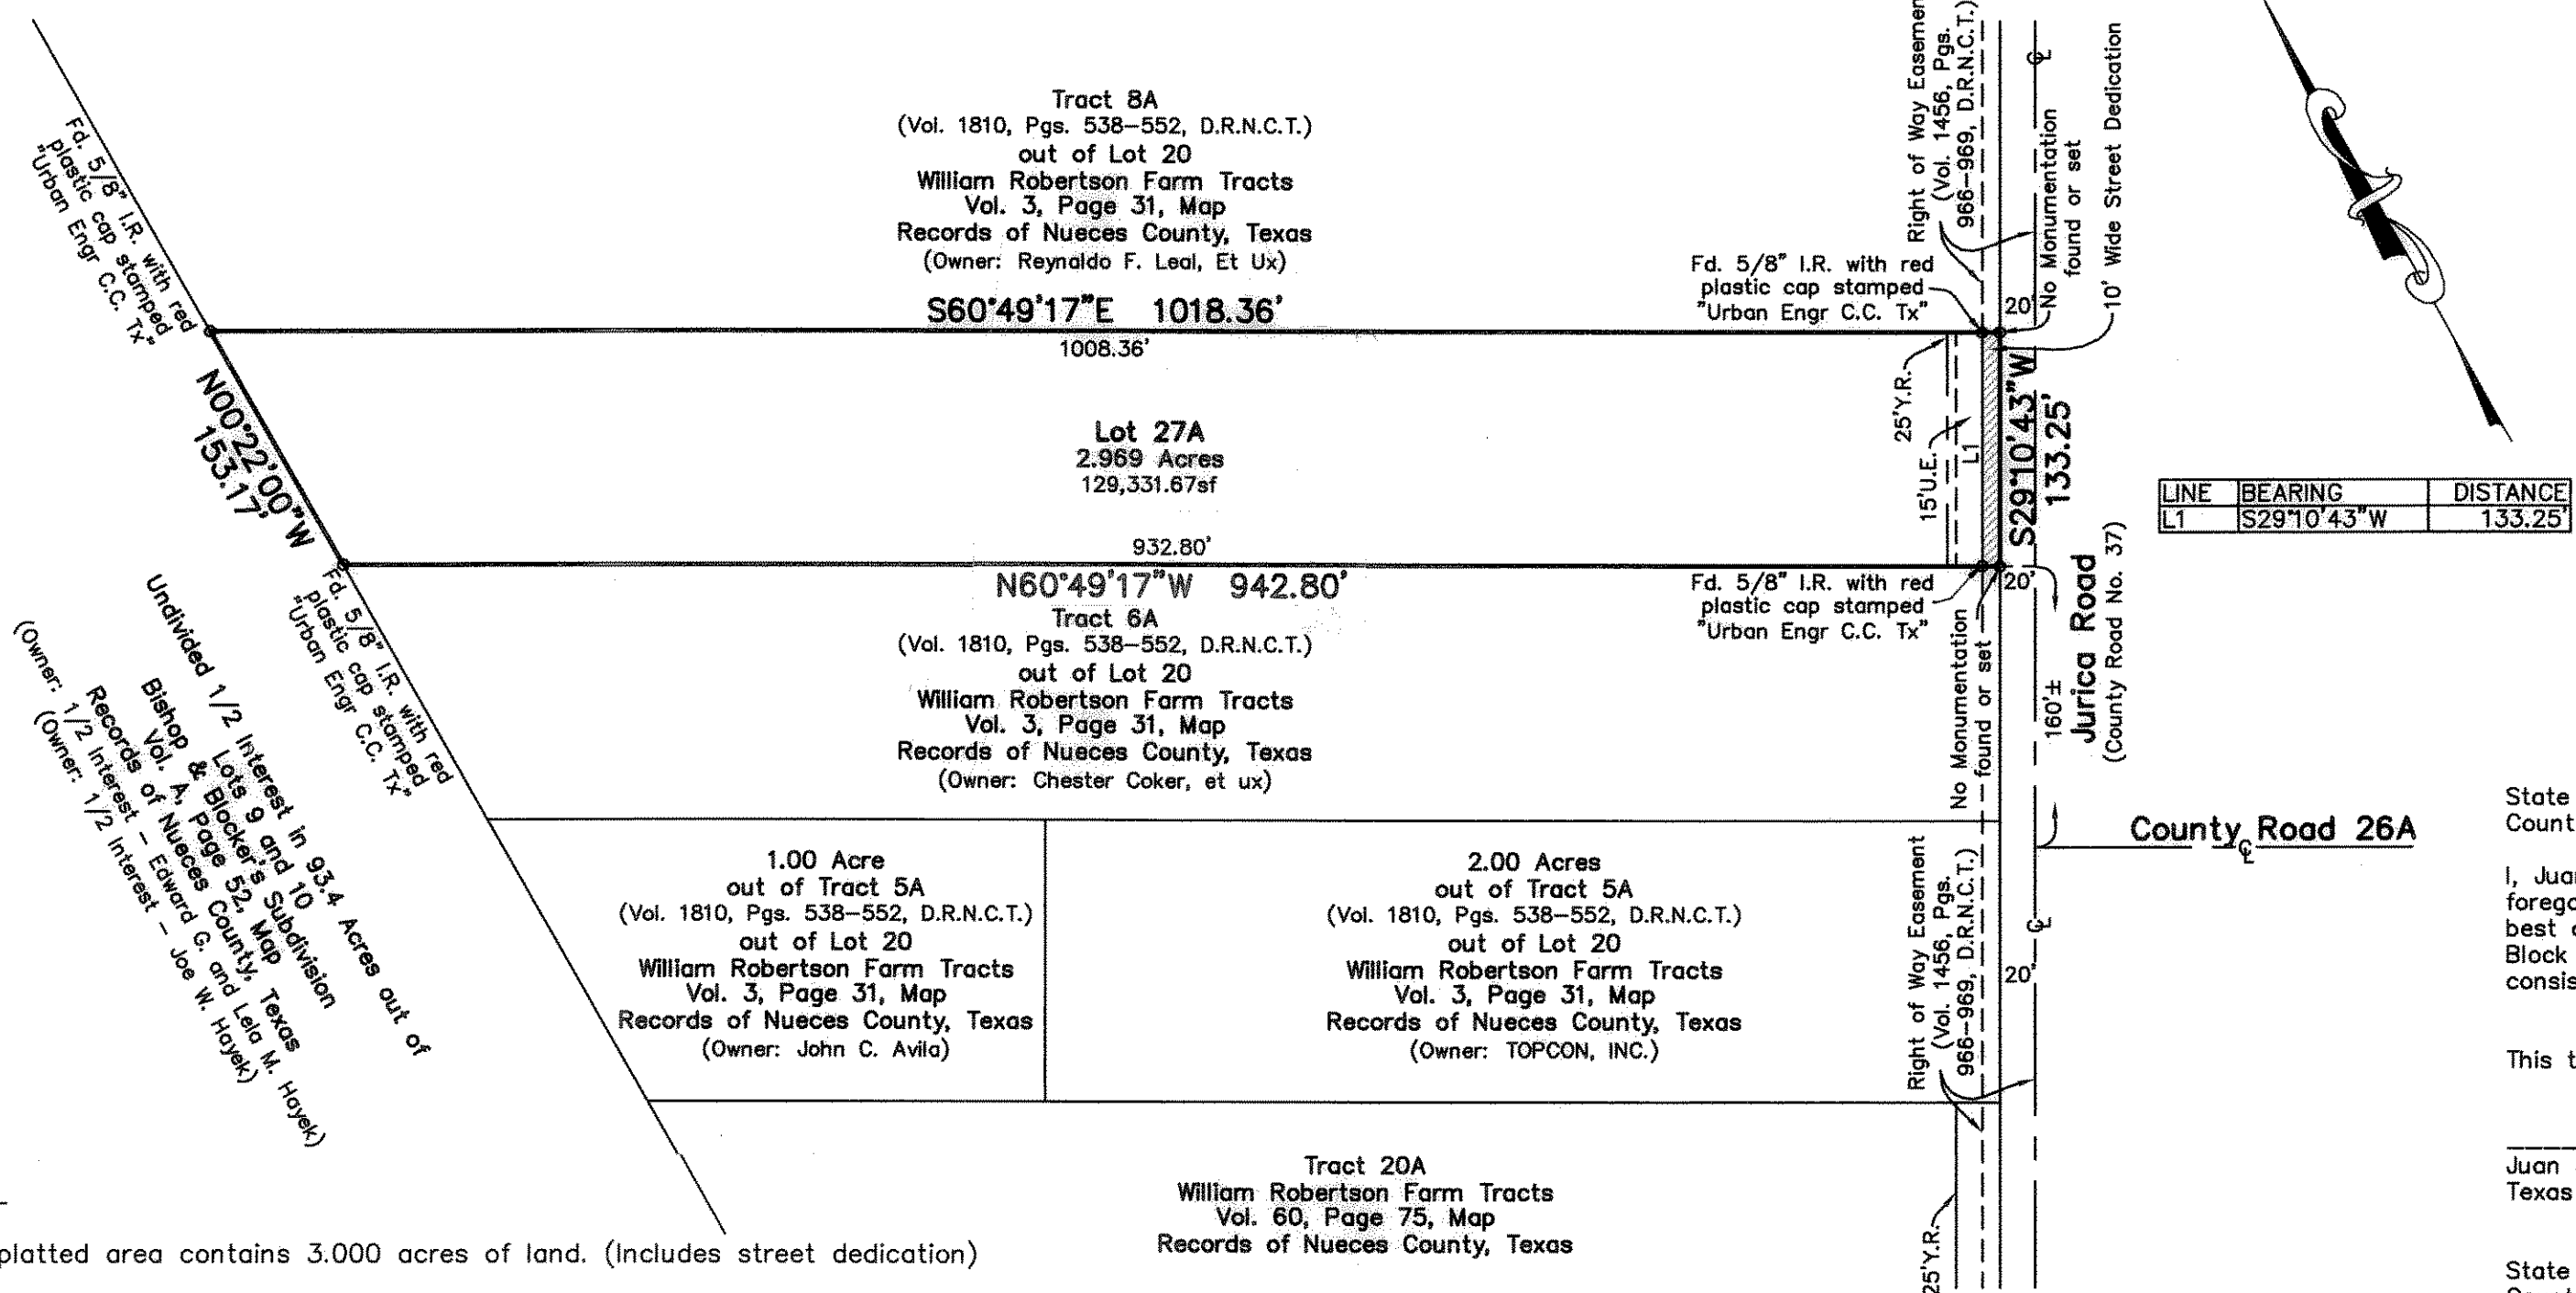 Tract 8A
(Vol. 1810, Pgs. 538–552, D.R.N.C.T.)
out of Lot 20
William Robertson Farm Tracts
Vol. 3, Page 31, Map
Records of Nueces County, Texas
(Owner: Reynaldo F. Leal, Et Ux)
S60°49'17"E 1018.36'
1008.36'
Fd. 5/8" I.R. with red
plastic cap stamped
"Urban Engr C.C. Tx"
N00°22'00"W
153.17'
Lot 27A
2.969 Acres
129,331.67sf
932.80'
N60°49'17"W 942.80'
Fd. 5/8" I.R. with red
plastic cap stamped
"Urban Engr C.C. Tx"
Right of Way Easemen
(Vol. 1456, Pgs.
966–969, D.R.N.C.T.)
Fd. 5/8" I.R. with red
plastic cap stamped
"Urban Engr C.C. Tx"
20'
No Monumentation
found or set
10' Wide Street Dedication
25'Y.R.
15'U.E.
L1
S29°10'43"W
133.25'
LINE BEARING DISTANCE
L1 S29°10'43"W 133.25'
Fd. 5/8" I.R. with red
plastic cap stamped
"Urban Engr C.C. Tx"
20'
No Monumentation
found or set
160'±
Jurica Road
(County Road No. 37)
County Road 26A
Tract 6A
(Vol. 1810, Pgs. 538–552, D.R.N.C.T.)
out of Lot 20
William Robertson Farm Tracts
Vol. 3, Page 31, Map
Records of Nueces County, Texas
(Owner: Chester Coker, et ux)
Undivided 1/2 Interest in 93.4 Acres out of
Lots 9 and 10
Bishop & Blocker's Subdivision
Vol. A, Page 52, Map
Records of Nueces County, Texas
(Owner: 1/2 Interest – Edward G. and Lela M. Hayek)
(Owner: 1/2 Interest – Joe W. Hayek)
1.00 Acre
out of Tract 5A
(Vol. 1810, Pgs. 538–552, D.R.N.C.T.)
out of Lot 20
William Robertson Farm Tracts
Vol. 3, Page 31, Map
Records of Nueces County, Texas
(Owner: John C. Avila)
2.00 Acres
out of Tract 5A
(Vol. 1810, Pgs. 538–552, D.R.N.C.T.)
out of Lot 20
William Robertson Farm Tracts
Vol. 3, Page 31, Map
Records of Nueces County, Texas
(Owner: TOPCON, INC.)
Right of Way Easement
(Vol. 1456, Pgs.
966–969, D.R.N.C.T.)
20'
Tract 20A
William Robertson Farm Tracts
Vol. 60, Page 75, Map
Records of Nueces County, Texas
25'Y.R.
platted area contains 3.000 acres of land. (Includes street dedication)
State
Count
I, Jua
forego
best o
Block
consis
This t
Juan
Texas
State